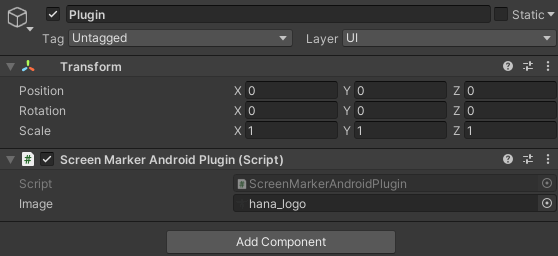 Plugin Static
Tag Untagged Layer UI
Transform
Position X 0 Y 0 Z 0
Rotation X 0 Y 0 Z 0
Scale X 1 Y 1 Z 1
# Screen Marker Android Plugin (Script)
Script # ScreenMarkerAndroidPlugin
Image hana_logo
Add Component